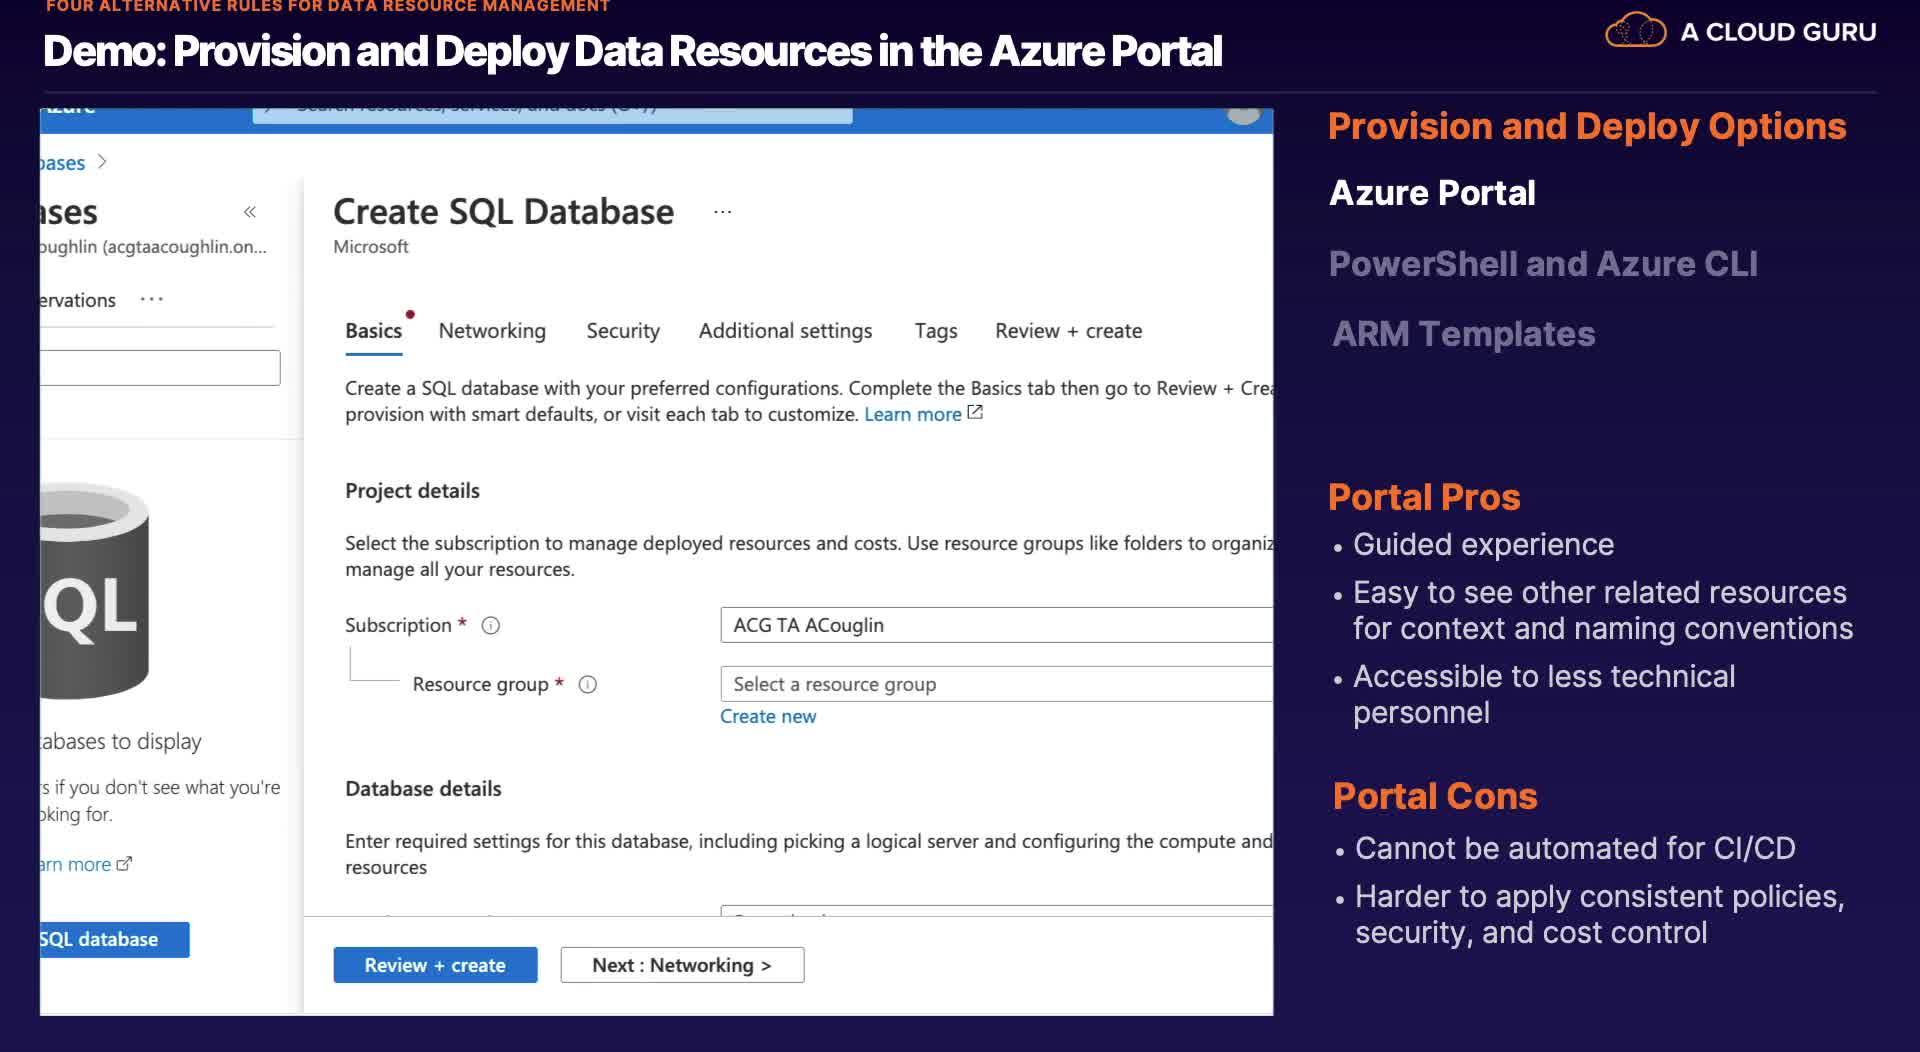 FOUR ALTERNATIVE RULES FOR DATA RESOURCE MANAGEMENT
Demo: Provision and Deploy Data Resources in the Azure Portal
A CLOUD GURU
Azure
Search resources, services, and docs (G+/)
bases >
ases «
oughlin (acgtaacoughlin.on...
ervations ...
QL
abases to display
rs if you don't see what you're
oking for.
arn more
SQL database
Create SQL Database ...
Microsoft
Basics Networking Security Additional settings Tags Review + create
Create a SQL database with your preferred configurations. Complete the Basics tab then go to Review + Crea
provision with smart defaults, or visit each tab to customize. Learn more
Project details
Select the subscription to manage deployed resources and costs. Use resource groups like folders to organiz
manage all your resources.
Subscription * ACG TA ACouglin
Resource group * Select a resource group
Create new
Database details
Enter required settings for this database, including picking a logical server and configuring the compute and
resources
Review + create Next : Networking >
Provision and Deploy Options
Azure Portal
PowerShell and Azure CLI
ARM Templates
Portal Pros
• Guided experience
• Easy to see other related resources
for context and naming conventions
• Accessible to less technical
personnel
Portal Cons
• Cannot be automated for CI/CD
• Harder to apply consistent policies,
security, and cost control